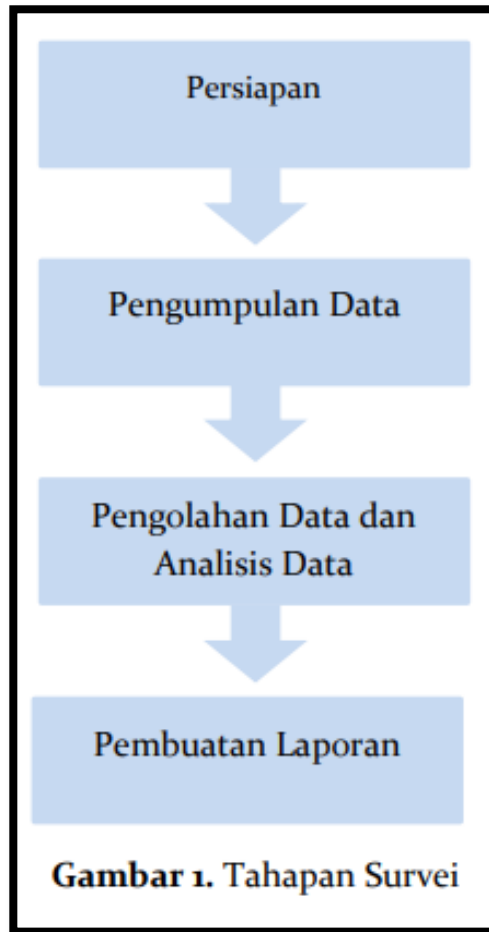 Persiapan
Pengumpulan Data
Pengolahan Data dan
Analisis Data
Pembuatan Laporan
Gambar 1. Tahapan Survei